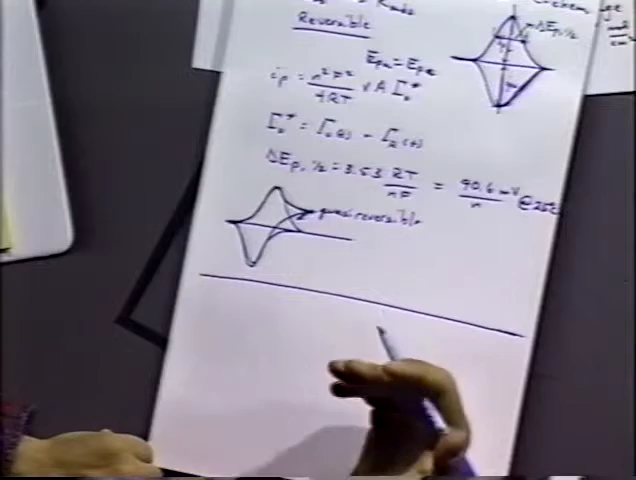 Reversible
ΔEp,1/2
Epa = Epc
ip = n²F²/4RT v A Γo*
Γo* = Γo(t) - ΓR(t)
ΔEp,1/2 = 3.53 RT/nF = 90.6 mV/n @25°C
quasi reversible